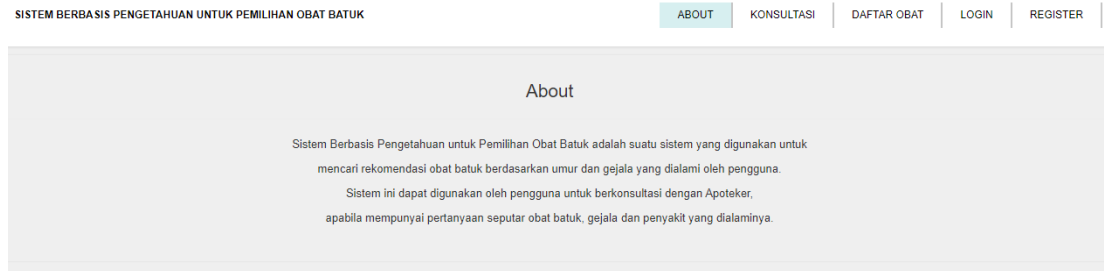 SISTEM BERBASIS PENGETAHUAN UNTUK PEMILIHAN OBAT BATUK
ABOUT
KONSULTASI
DAFTAR OBAT
LOGIN
REGISTER
About
Sistem Berbasis Pengetahuan untuk Pemilihan Obat Batuk adalah suatu sistem yang digunakan untuk
mencari rekomendasi obat batuk berdasarkan umur dan gejala yang dialami oleh pengguna.
Sistem ini dapat digunakan oleh pengguna untuk berkonsultasi dengan Apoteker,
apabila mempunyai pertanyaan seputar obat batuk, gejala dan penyakit yang dialaminya.